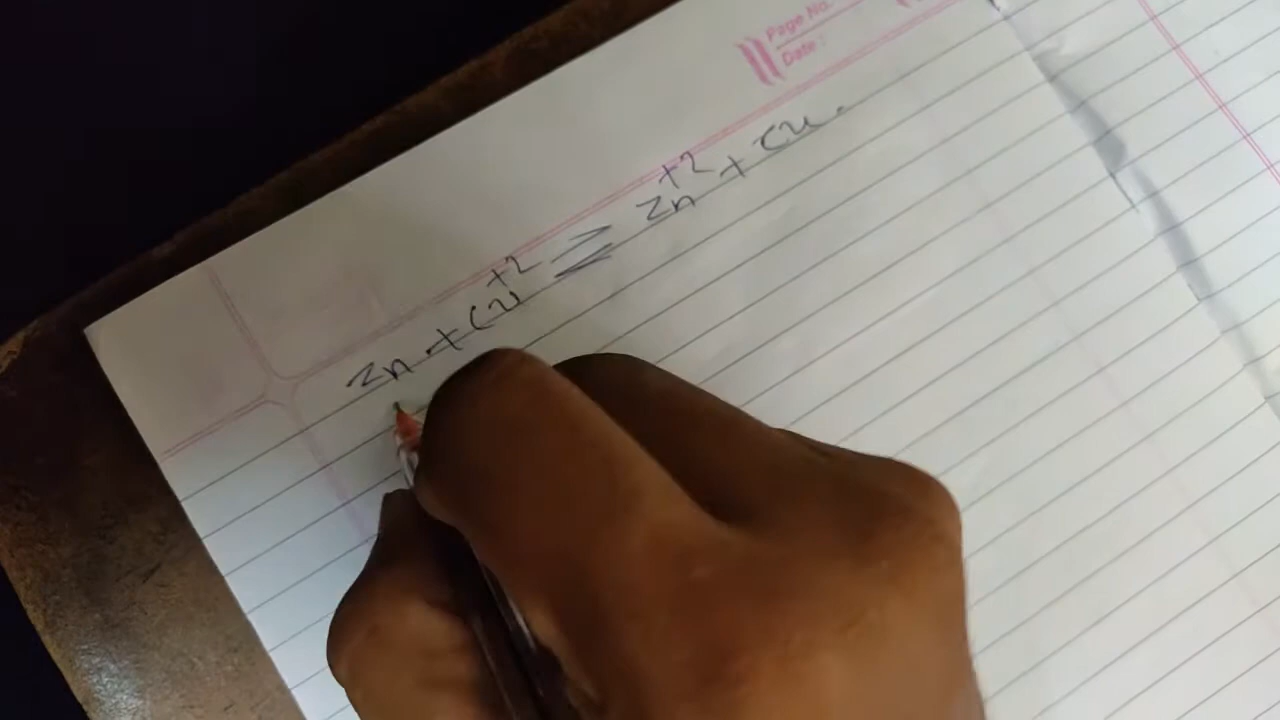 Page No.
Date :
Zn + Cu+2 ⇌ Zn+2 + Cu.